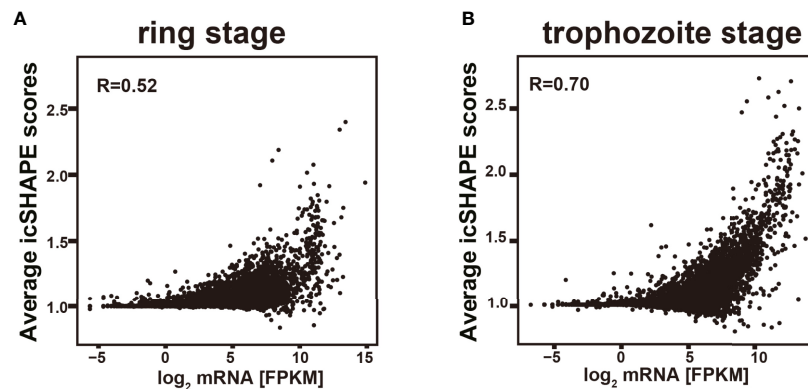 A
ring stage
R=0.52
Average icSHAPE scores
2.5
2.0
1.5
1.0
−5
0
5
10
15
log2 mRNA [FPKM]
B
trophozoite stage
R=0.70
Average icSHAPE scores
2.5
2.0
1.5
1.0
−5
0
5
10
log2 mRNA [FPKM]